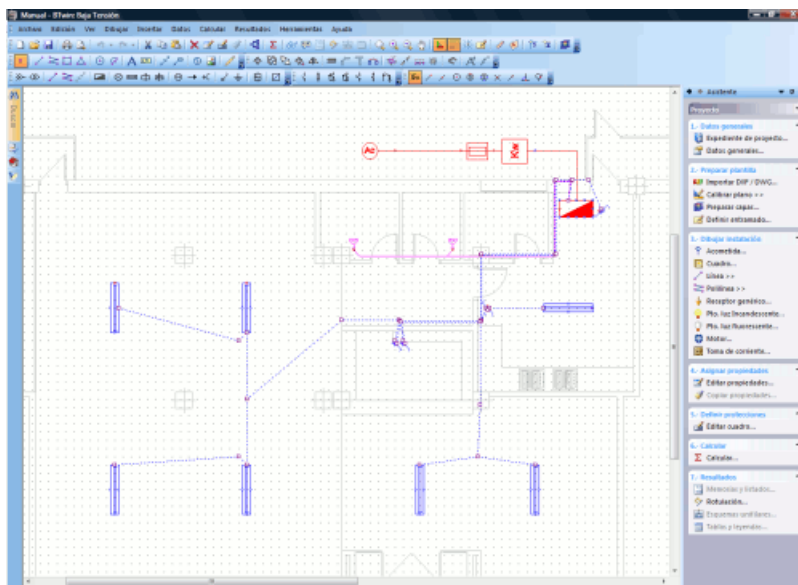 Manual - BTwin: Baja Tensión
Archivo Edición Ver Dibujar Insertar Datos Calcular Resultados Herramientas Ayuda
Asistente
Proyecto
1.- Datos generales
Expediente de proyecto...
Datos generales...
2.- Preparar plantilla
Importar DXF / DWG...
Calibrar plano >>
Preparar capas...
Definir entramado...
3.- Dibujar instalación
Acometida...
Cuadro...
Línea >>
Polilínea >>
Receptor genérico...
Pto. luz incandescente...
Pto. luz fluorescente...
Motor...
Toma de corriente...
4.- Asignar propiedades
Editar propiedades...
Copiar propiedades...
5.- Definir protecciones
Editar cuadro...
6.- Calcular
Calcular...
7.- Resultados
Memorias y listados...
Rotulación...
Esquemas unifilares...
Tablas y leyendas...
Ac
Kw